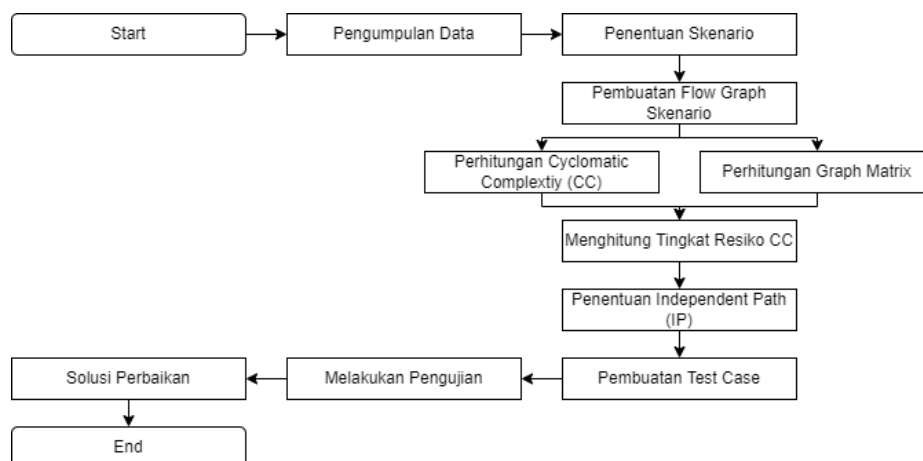 Start
Pengumpulan Data
Penentuan Skenario
Pembuatan Flow Graph
Skenario
Perhitungan Cyclomatic
Complextiy (CC)
Perhitungan Graph Matrix
Menghitung Tingkat Resiko CC
Penentuan Independent Path
(IP)
Pembuatan Test Case
Melakukan Pengujian
Solusi Perbaikan
End